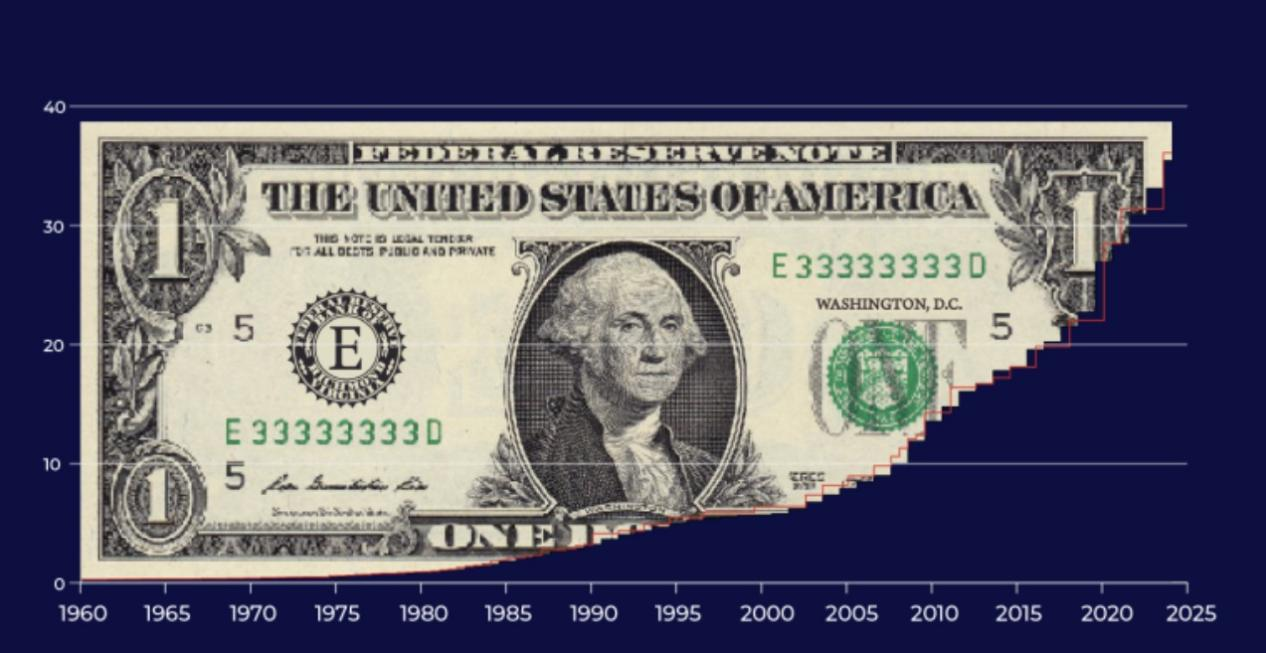 40
FEDERAL RESERVE NOTE
THE UNITED STATES OF AMERICA
1
1
30
THIS NOTE IS LEGAL TENDER
FOR ALL DEBTS, PUBLIC AND PRIVATE
E 33333333 D
WASHINGTON, D.C.
G3
5
E
5
20
E 33333333 D
10
5
SERIES
1
ONE
0
1960 1965 1970 1975 1980 1985 1990 1995 2000 2005 2010 2015 2020 2025